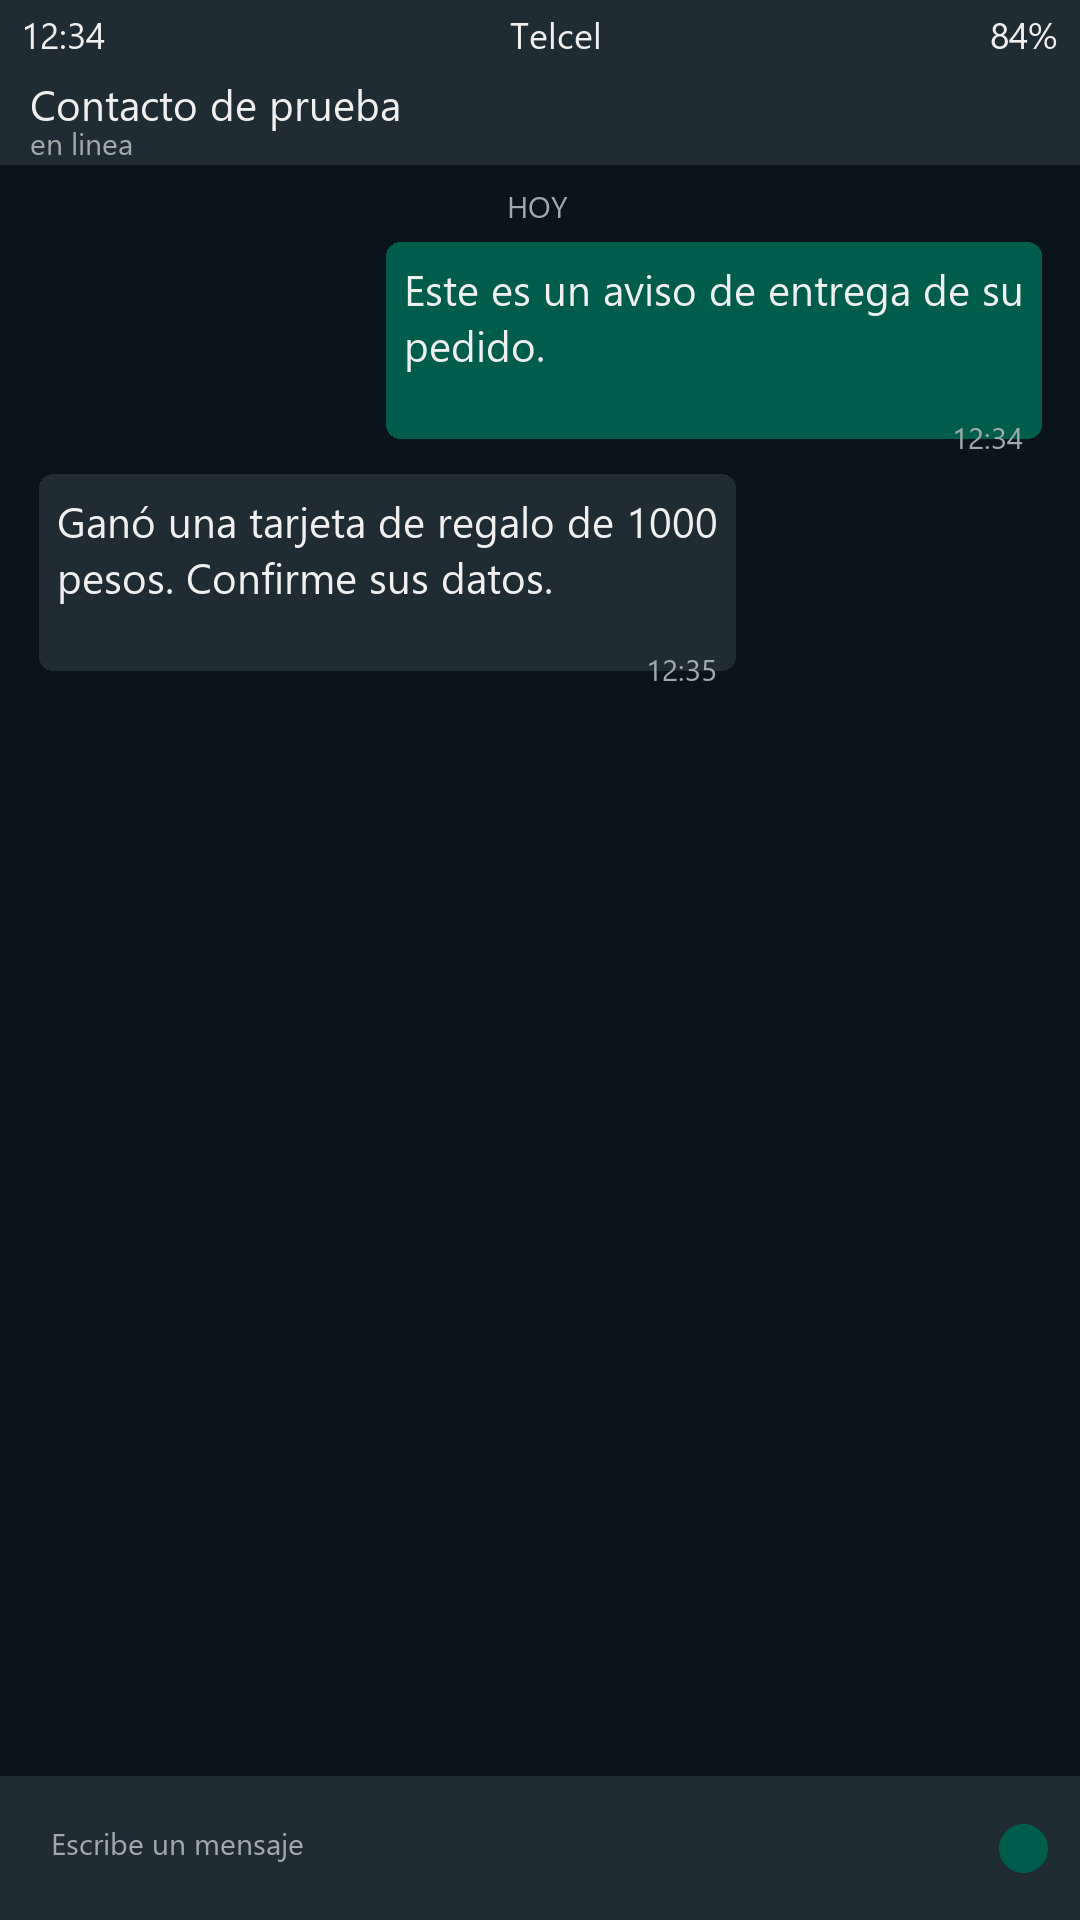 12:34 Telcel 84%
Contacto de prueba
en linea
HOY
Este es un aviso de entrega de su
pedido.
12:34
Ganó una tarjeta de regalo de 1000
pesos. Confirme sus datos.
12:35
Escribe un mensaje